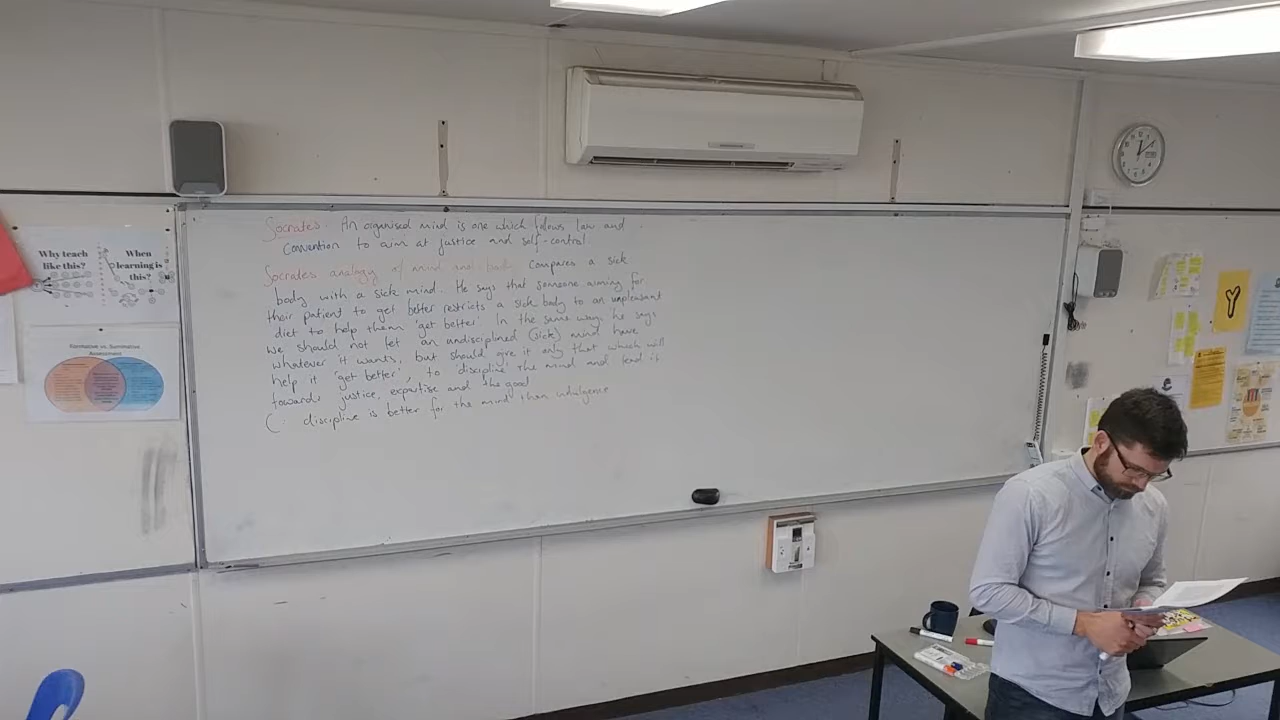 Socrates. An organised mind is one which follows law and
convention to aim at justice and self-control
Socrates analogy of mind and body. Compares a sick
body with a sick mind. He says that someone aiming for
their patient to get better restricts a sick body to an unpleasant
diet to help them 'get better'. In the same way, he says
we should not let an undisciplined (sick) mind have
whatever it wants, but should give it only that which will
help it 'get better', to discipline the mind and lead it
towards justice, expertise and the good
C: discipline is better for the mind than indulgence
Why teach
like this?
When
learning is
this?
Formative vs. Summative
Assessment